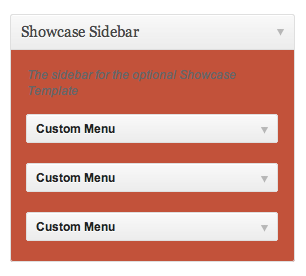 Showcase Sidebar
The sidebar for the optional Showcase
Template
Custom Menu
Custom Menu
Custom Menu